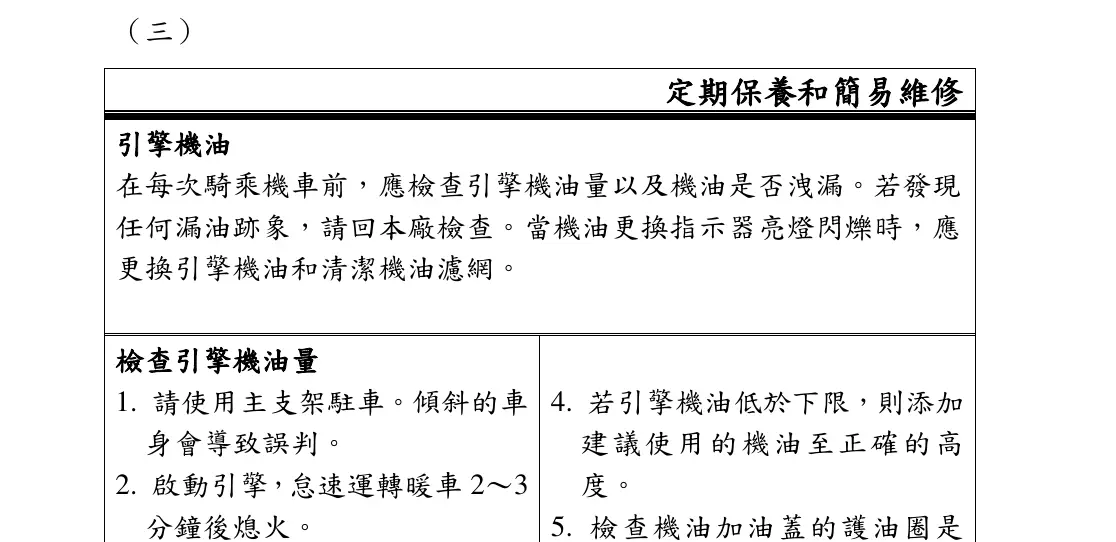 （三）
定期保養和簡易維修
引擎機油
在每次騎乘機車前，應檢查引擎機油量以及機油是否洩漏。若發現
任何漏油跡象，請回本廠檢查。當機油更換指示器亮燈閃爍時，應
更換引擎機油和清潔機油濾網。
檢查引擎機油量
1. 請使用主支架駐車。傾斜的車
身會導致誤判。
2. 啟動引擎，怠速運轉暖車 2～3
分鐘後熄火。
4. 若引擎機油低於下限，則添加
建議使用的機油至正確的高
度。
5. 檢查機油加油蓋的護油圈是